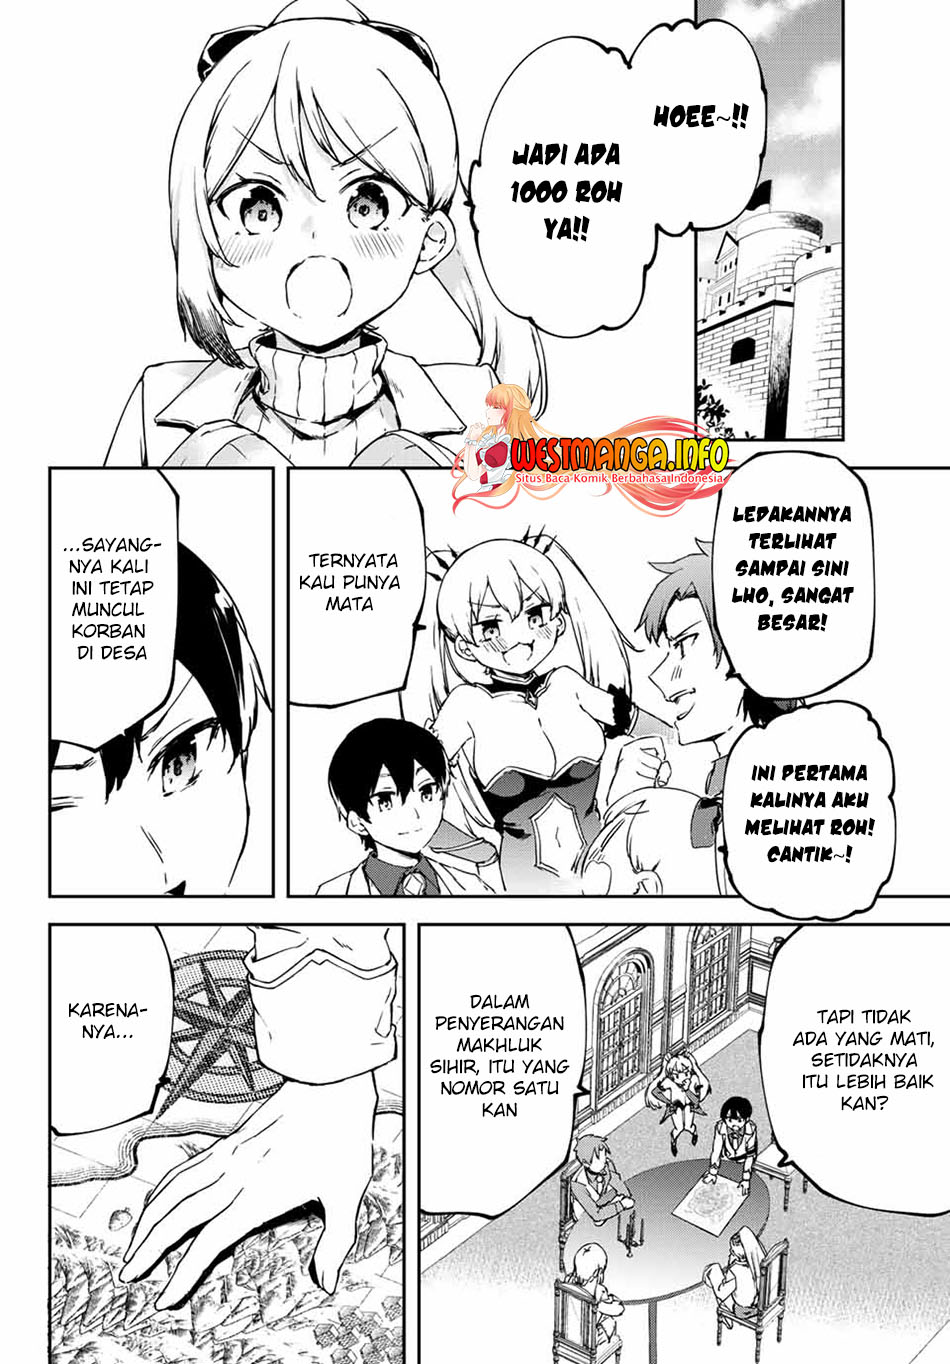 HOEE~!!
JADI ADA
1000 ROH
YA!!
WESTMANGA.INFO
Situs Baca Komik Berbahasa Indonesia
LEDAKANNYA
TERLIHAT
SAMPAI SINI
LHO, SANGAT
BESAR!
INI PERTAMA
KALINYA AKU
MELIHAT ROH!
CANTIK~!
TERNYATA
KAU PUNYA
MATA
...SAYANG-
NYA KALI
INI TETAP
MUNCUL
KORBAN
DI DESA
TAPI TIDAK
ADA YANG MATI,
SETIDAKNYA
ITU LEBIH BAIK
KAN?
DALAM
PENYERANGAN
MAKHLUK
SIHIR, ITU YANG
NOMOR SATU
KAN
KARENA-
NYA...